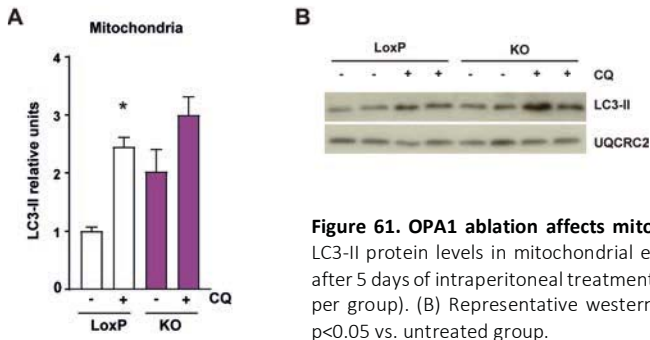 A
Mitochondria
LC3-II relative units
4
3
2
1
0
*
- + - + CQ
LoxP KO
B
LoxP KO
- - + + - - + + CQ
LC3-II
UQCRC2
Figure 61. OPA1 ablation affects mito
LC3-II protein levels in mitochondrial e
after 5 days of intraperitoneal treatment
per group). (B) Representative western
p<0.05 vs. untreated group.